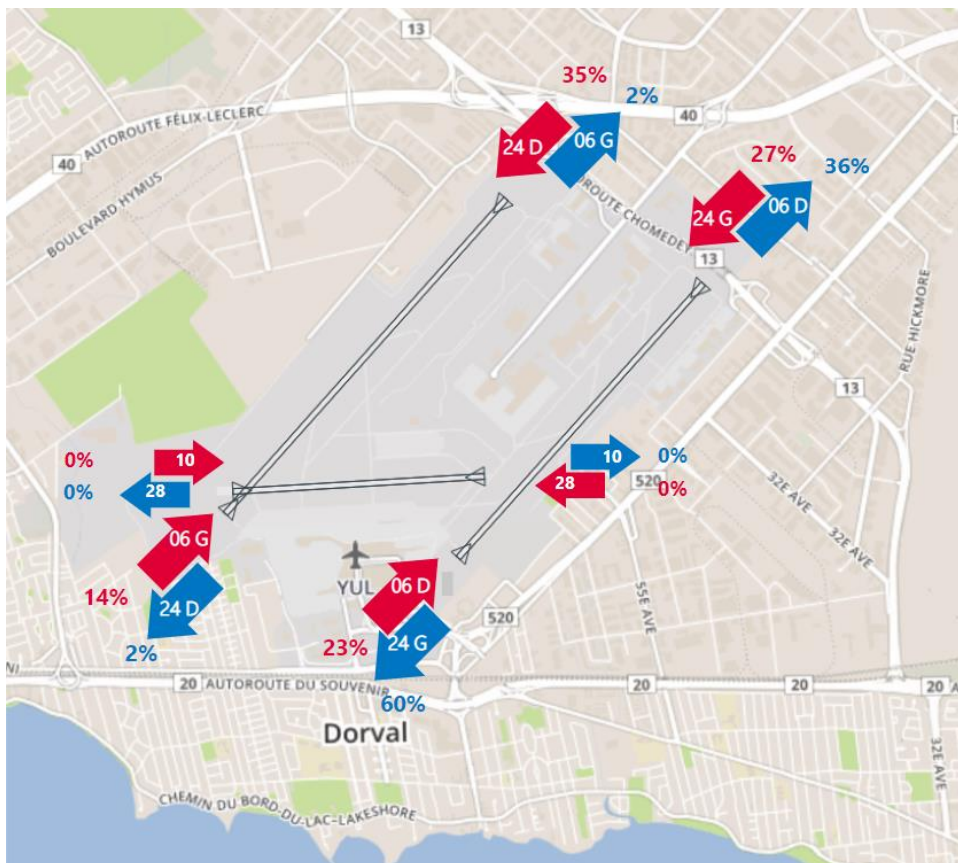 13
35%
2%
40
AUTOROUTE FÉLIX-LECLERC
24 D
06 G
40
27%
36%
BOULEVARD HYMUS
OROUTE CHOMEDEY
24 G
06 D
13
RUE HICKMORE
13
0%
10
10
0%
0%
28
28
520
0%
32E AVE
06 G
32E AVE
YUL
06 D
55E AVE
14%
24 D
520
2%
23%
24 G
20
AUTOROUTE DU SOUVENIR
20
20
20
60%
Dorval
32E AVE
CHEMIN DU BORD-DU-LAC-LAKESHORE